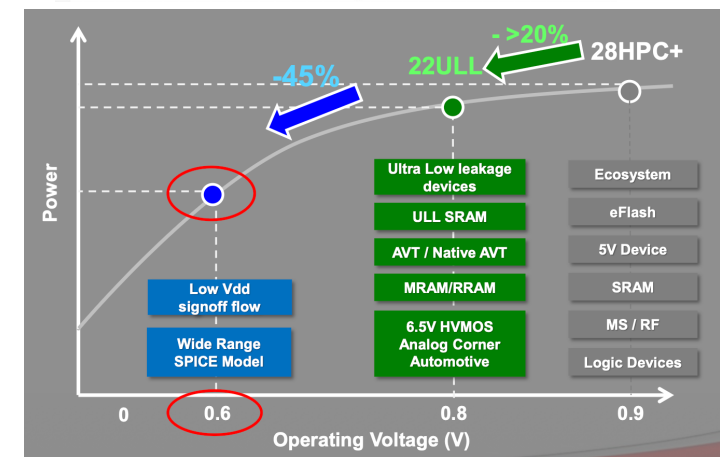 - >20%
22ULL
28HPC+
-45%
Power
Ultra Low leakage
devices
ULL SRAM
AVT / Native AVT
MRAM/RRAM
6.5V HVMOS
Analog Corner
Automotive
Ecosystem
eFlash
5V Device
SRAM
MS / RF
Logic Devices
Low Vdd
signoff flow
Wide Range
SPICE Model
0
0.6
0.8
0.9
Operating Voltage (V)